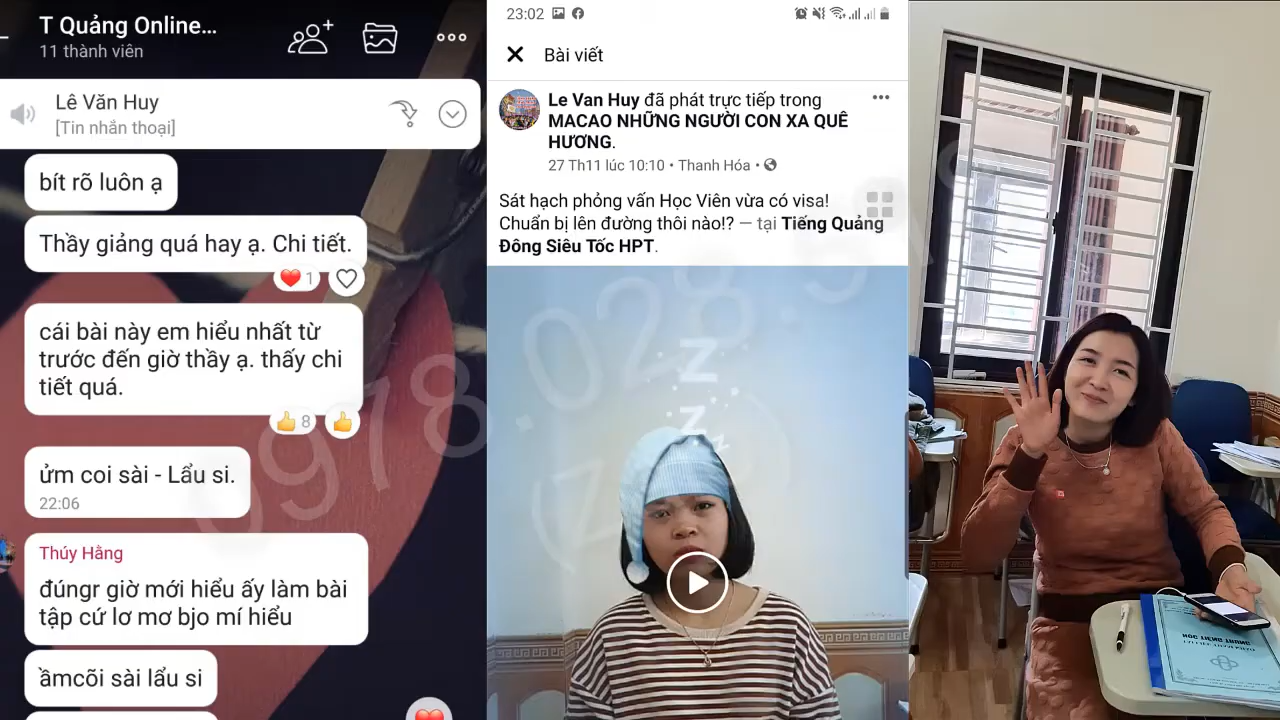 T Quảng Online...
11 thành viên
Lê Văn Huy
[Tin nhắn thoại]
bít rõ luôn ạ
Thầy giảng quá hay ạ. Chi tiết.
1
cái bài này em hiểu nhất từ
trước đến giờ thầy ạ. thấy chi
tiết quá.
8
ửm coi sài - Lẩu si.
22:06
Thúy Hằng
đúngr giờ mới hiểu ấy làm bài
tập cứ lơ mơ bjo mí hiểu
ầmcõi sài lẩu si
23:02
Bài viết
Le Van Huy đã phát trực tiếp trong
MACAO NHỮNG NGƯỜI CON XA QUÊ
HƯƠNG.
27 Th11 lúc 10:10 • Thanh Hóa •
Sát hạch phỏng vấn Học Viên vừa có visa!
Chuẩn bị lên đường thôi nào!? — tại Tiếng Quảng
Đông Siêu Tốc HPT.
Z
Z
Z
HỌC TIẾNG TRUNG